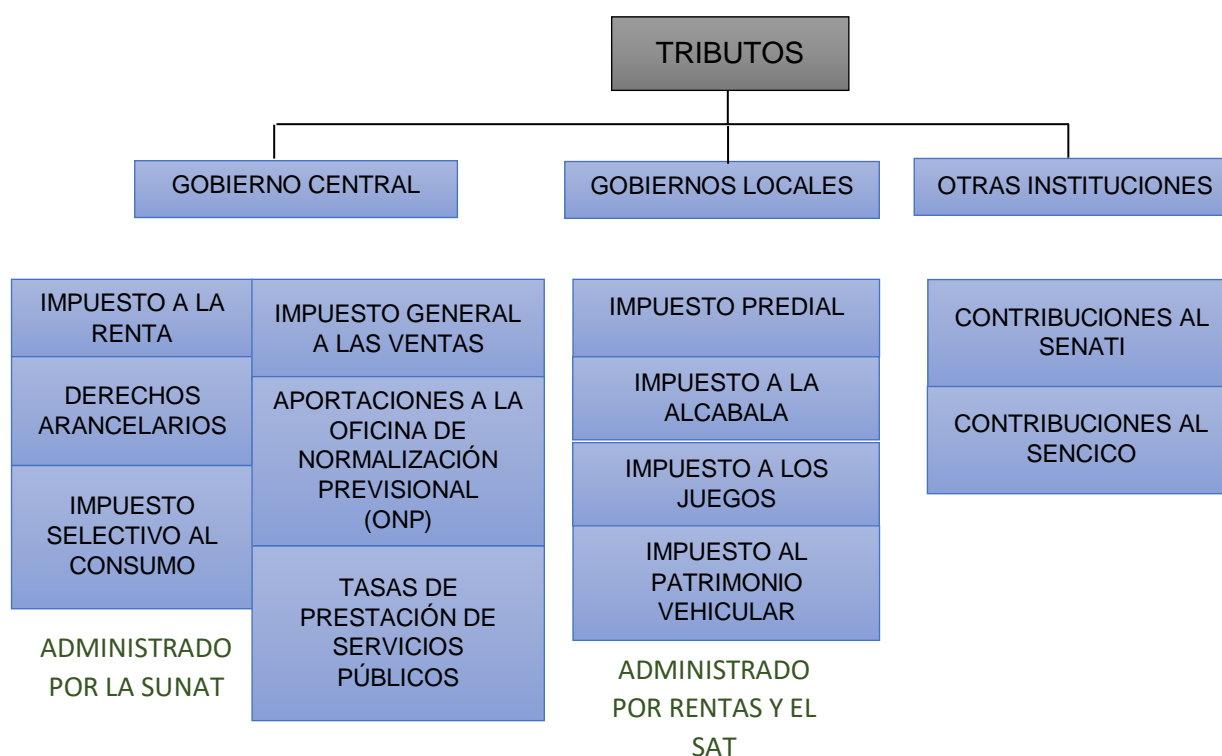 TRIBUTOS
GOBIERNO CENTRAL
GOBIERNOS LOCALES
OTRAS INSTITUCIONES
IMPUESTO A LA
RENTA
DERECHOS
ARANCELARIOS
IMPUESTO
SELECTIVO AL
CONSUMO
ADMINISTRADO
POR LA SUNAT
IMPUESTO GENERAL
A LAS VENTAS
APORTACIONES A LA
OFICINA DE
NORMALIZACIÓN
PREVISIONAL
(ONP)
TASAS DE
PRESTACIÓN DE
SERVICIOS
PÚBLICOS
IMPUESTO PREDIAL
IMPUESTO A LA
ALCABALA
IMPUESTO A LOS
JUEGOS
IMPUESTO AL
PATRIMONIO
VEHICULAR
ADMINISTRADO
POR RENTAS Y EL
SAT
CONTRIBUCIONES AL
SENATI
CONTRIBUCIONES AL
SENCICO